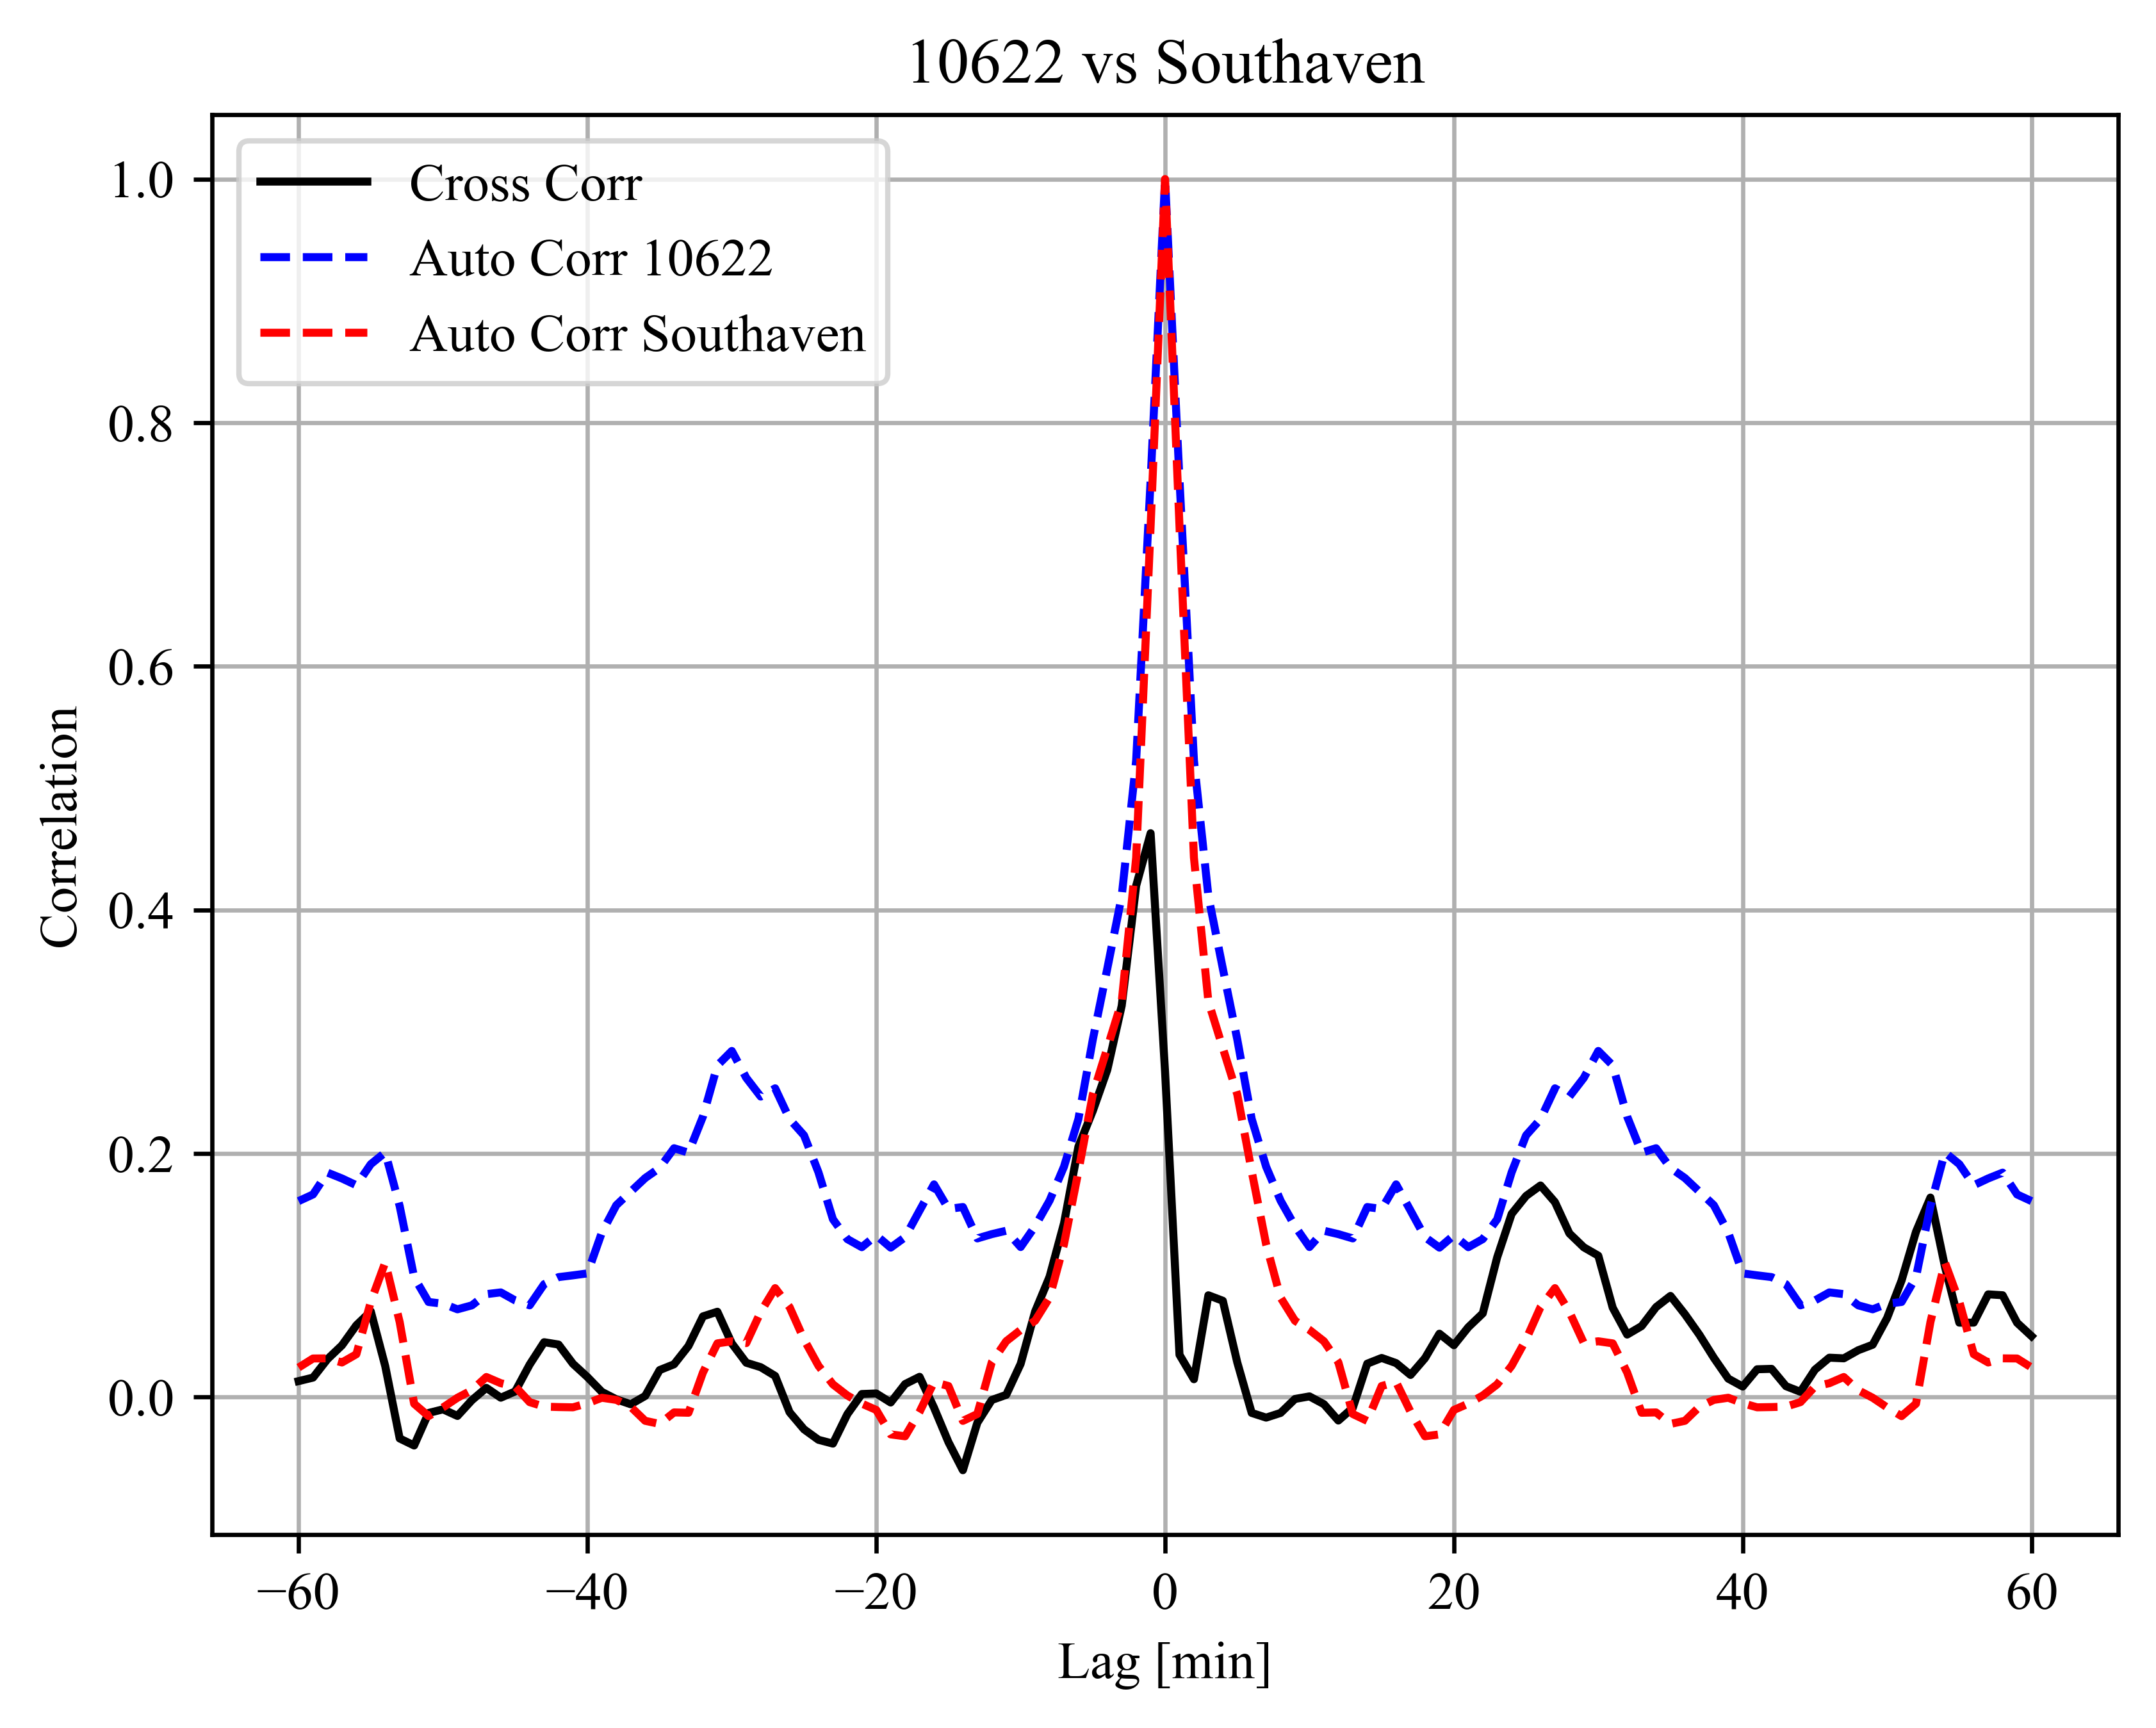 10622 vs Southaven
Cross Corr
Auto Corr 10622
Auto Corr Southaven
1.0
0.8
0.6
0.4
0.2
0.0
Correlation
−60 −40 −20 0 20 40 60
Lag [min]